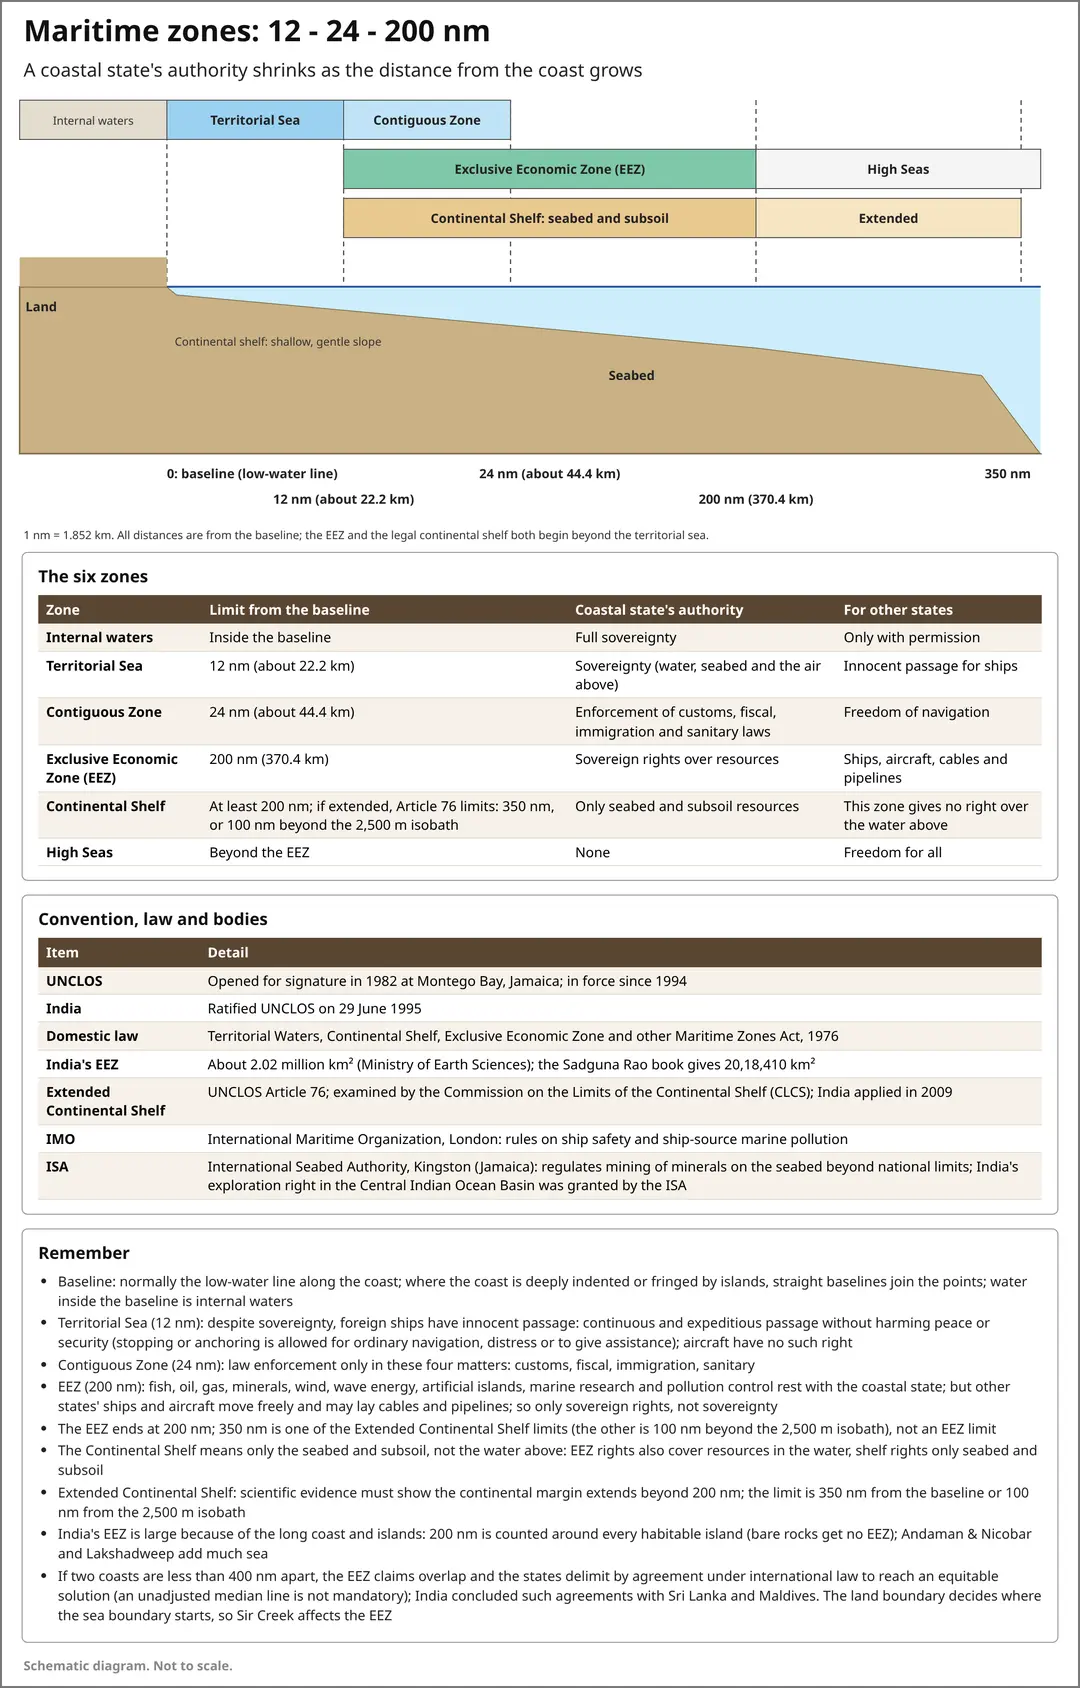 Maritime zones: 12 - 24 - 200 nm
A coastal state's authority shrinks as the distance from the coast grows
Internal waters
Territorial Sea
Contiguous Zone
Exclusive Economic Zone (EEZ)
High Seas
Continental Shelf: seabed and subsoil
Extended
Land
Continental shelf: shallow, gentle slope
Seabed
0: baseline (low-water line)
24 nm (about 44.4 km)
350 nm
12 nm (about 22.2 km)
200 nm (370.4 km)
1 nm = 1.852 km. All distances are from the baseline; the EEZ and the legal continental shelf both begin beyond the territorial sea.
The six zones
Zone Limit from the baseline Coastal state's authority For other states
Internal waters Inside the baseline Full sovereignty Only with permission
Territorial Sea 12 nm (about 22.2 km) Sovereignty (water, seabed and the air Innocent passage for ships
above)
Contiguous Zone 24 nm (about 44.4 km) Enforcement of customs, fiscal, Freedom of navigation
immigration and sanitary laws
Exclusive Economic 200 nm (370.4 km) Sovereign rights over resources Ships, aircraft, cables and
Zone (EEZ) pipelines
Continental Shelf At least 200 nm; if extended, Article 76 limits: 350 nm, Only seabed and subsoil resources This zone gives no right over
or 100 nm beyond the 2,500 m isobath the water above
High Seas Beyond the EEZ None Freedom for all
Convention, law and bodies
Item Detail
UNCLOS Opened for signature in 1982 at Montego Bay, Jamaica; in force since 1994
India Ratified UNCLOS on 29 June 1995
Domestic law Territorial Waters, Continental Shelf, Exclusive Economic Zone and other Maritime Zones Act, 1976
India's EEZ About 2.02 million km² (Ministry of Earth Sciences); the Sadguna Rao book gives 20,18,410 km²
Extended UNCLOS Article 76; examined by the Commission on the Limits of the Continental Shelf (CLCS); India applied in 2009
Continental Shelf
IMO International Maritime Organization, London: rules on ship safety and ship-source marine pollution
ISA International Seabed Authority, Kingston (Jamaica): regulates mining of minerals on the seabed beyond national limits; India's
exploration right in the Central Indian Ocean Basin was granted by the ISA
Remember
• Baseline: normally the low-water line along the coast; where the coast is deeply indented or fringed by islands, straight baselines join the points; water
inside the baseline is internal waters
• Territorial Sea (12 nm): despite sovereignty, foreign ships have innocent passage: continuous and expeditious passage without harming peace or
security (stopping or anchoring is allowed for ordinary navigation, distress or to give assistance); aircraft have no such right
• Contiguous Zone (24 nm): law enforcement only in these four matters: customs, fiscal, immigration, sanitary
• EEZ (200 nm): fish, oil, gas, minerals, wind, wave energy, artificial islands, marine research and pollution control rest with the coastal state; but other
states' ships and aircraft move freely and may lay cables and pipelines; so only sovereign rights, not sovereignty
• The EEZ ends at 200 nm; 350 nm is one of the Extended Continental Shelf limits (the other is 100 nm beyond the 2,500 m isobath), not an EEZ limit
• The Continental Shelf means only the seabed and subsoil, not the water above: EEZ rights also cover resources in the water, shelf rights only seabed and
subsoil
• Extended Continental Shelf: scientific evidence must show the continental margin extends beyond 200 nm; the limit is 350 nm from the baseline or 100
nm from the 2,500 m isobath
• India's EEZ is large because of the long coast and islands: 200 nm is counted around every habitable island (bare rocks get no EEZ); Andaman & Nicobar
and Lakshadweep add much sea
• If two coasts are less than 400 nm apart, the EEZ claims overlap and the states delimit by agreement under international law to reach an equitable
solution (an unadjusted median line is not mandatory); India concluded such agreements with Sri Lanka and Maldives. The land boundary decides where
the sea boundary starts, so Sir Creek affects the EEZ
Schematic diagram. Not to scale.